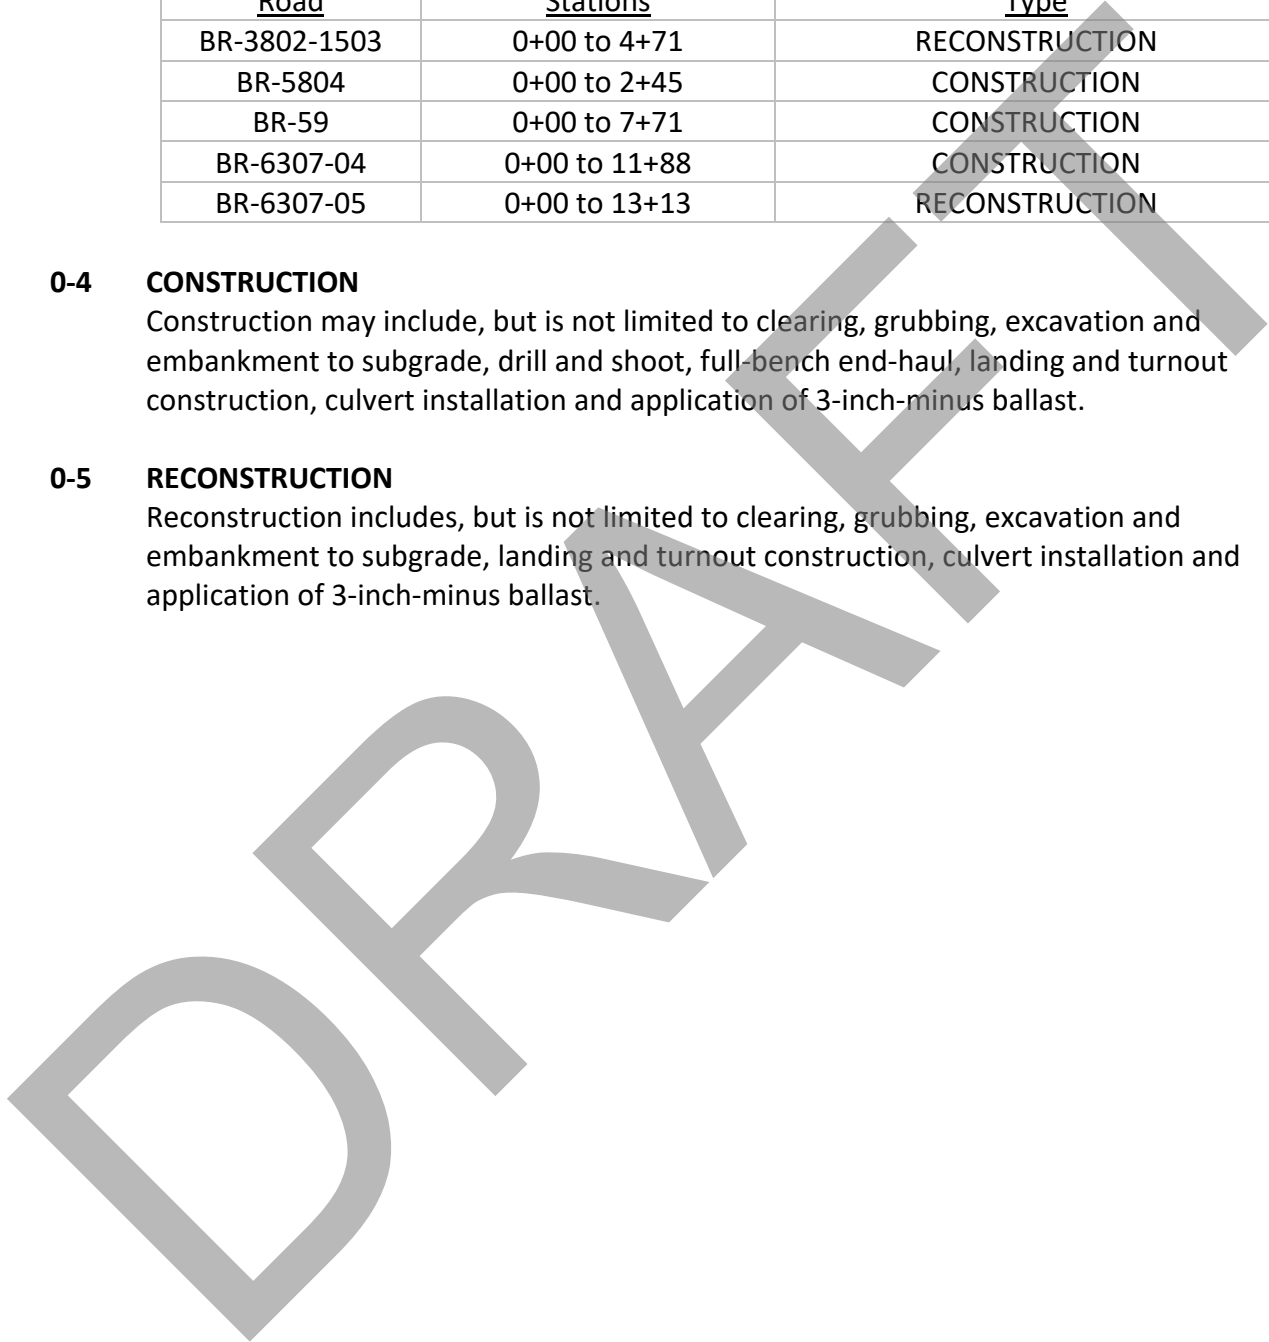 Road Stations Type
BR-3802-1503 0+00 to 4+71 RECONSTRUCTION
BR-5804 0+00 to 2+45 CONSTRUCTION
BR-59 0+00 to 7+71 CONSTRUCTION
BR-6307-04 0+00 to 11+88 CONSTRUCTION
BR-6307-05 0+00 to 13+13 RECONSTRUCTION
0-4 CONSTRUCTION
Construction may include, but is not limited to clearing, grubbing, excavation and
embankment to subgrade, drill and shoot, full-bench end-haul, landing and turnout
construction, culvert installation and application of 3-inch-minus ballast.
0-5 RECONSTRUCTION
Reconstruction includes, but is not limited to clearing, grubbing, excavation and
embankment to subgrade, landing and turnout construction, culvert installation and
application of 3-inch-minus ballast.
DRAFT